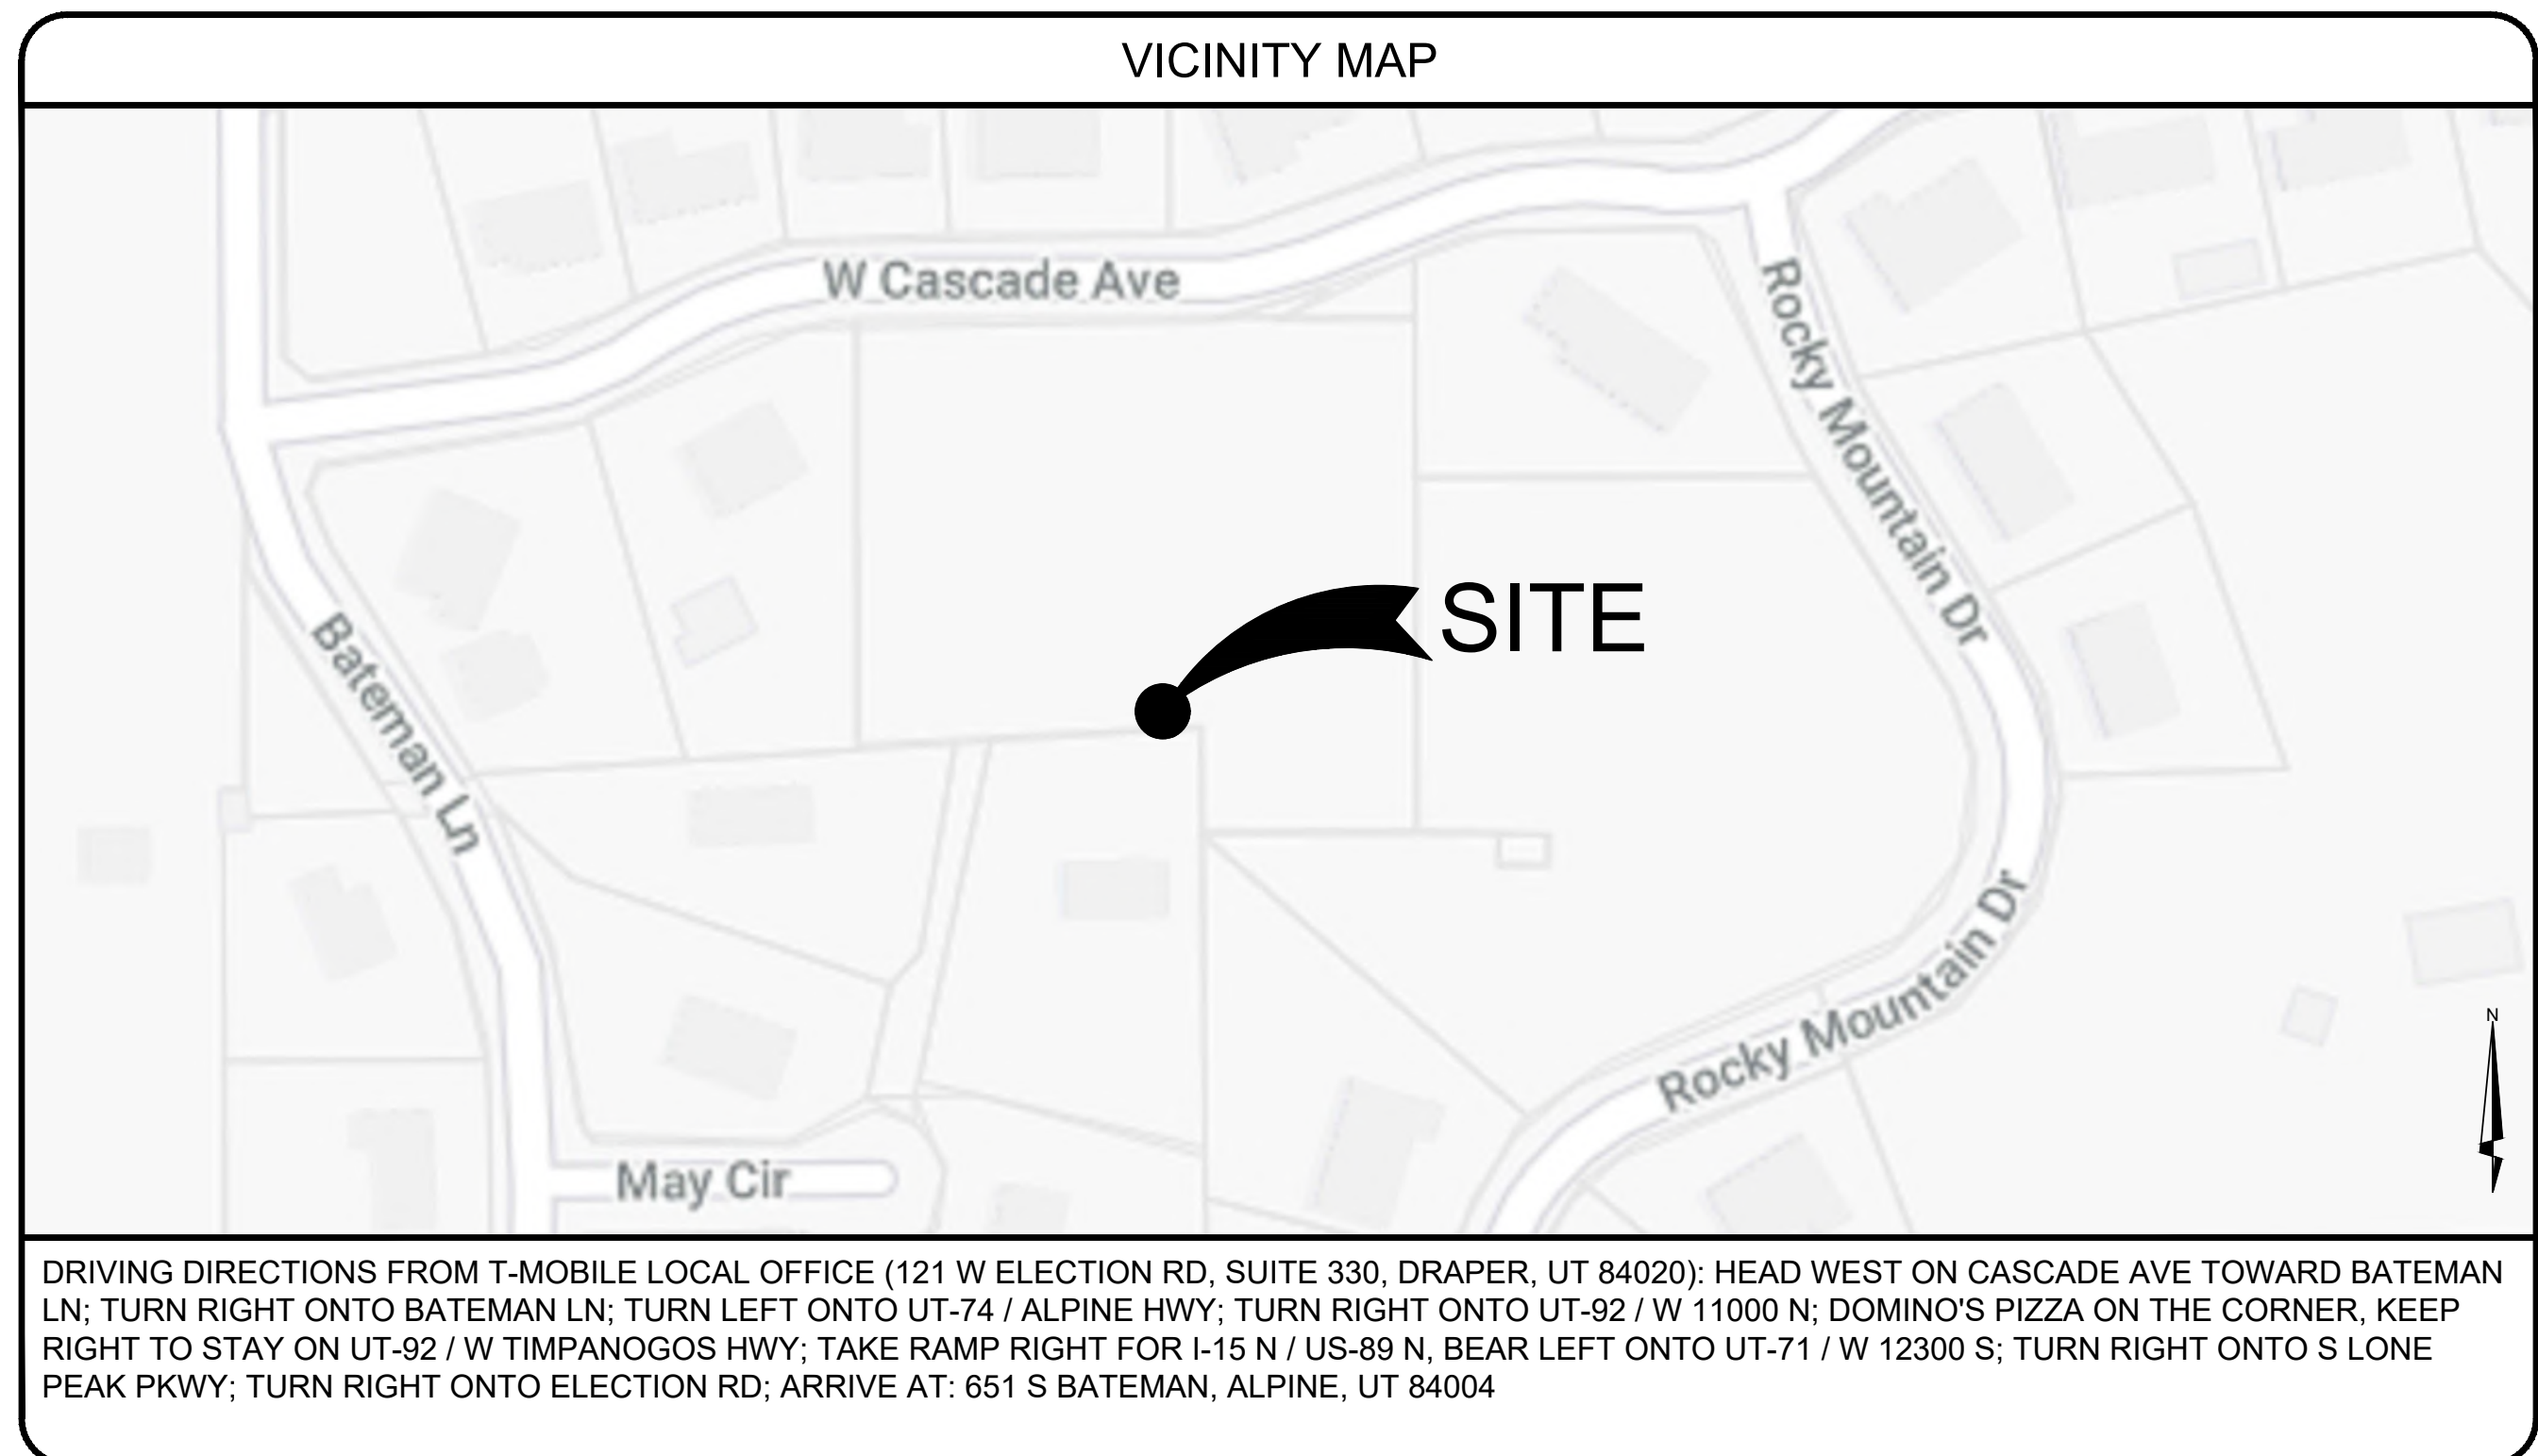 VICINITY MAP
W Cascade Ave
Rocky Mountain Dr
SITE
Bateman Ln
Rocky Mountain Dr
N
May Cir
DRIVING DIRECTIONS FROM T-MOBILE LOCAL OFFICE (121 W ELECTION RD, SUITE 330, DRAPER, UT 84020): HEAD WEST ON CASCADE AVE TOWARD BATEMAN
LN; TURN RIGHT ONTO BATEMAN LN; TURN LEFT ONTO UT-74 / ALPINE HWY; TURN RIGHT ONTO UT-92 / W 11000 N; DOMINO'S PIZZA ON THE CORNER, KEEP
RIGHT TO STAY ON UT-92 / W TIMPANOGOS HWY; TAKE RAMP RIGHT FOR I-15 N / US-89 N, BEAR LEFT ONTO UT-71 / W 12300 S; TURN RIGHT ONTO S LONE
PEAK PKWY; TURN RIGHT ONTO ELECTION RD; ARRIVE AT: 651 S BATEMAN, ALPINE, UT 84004